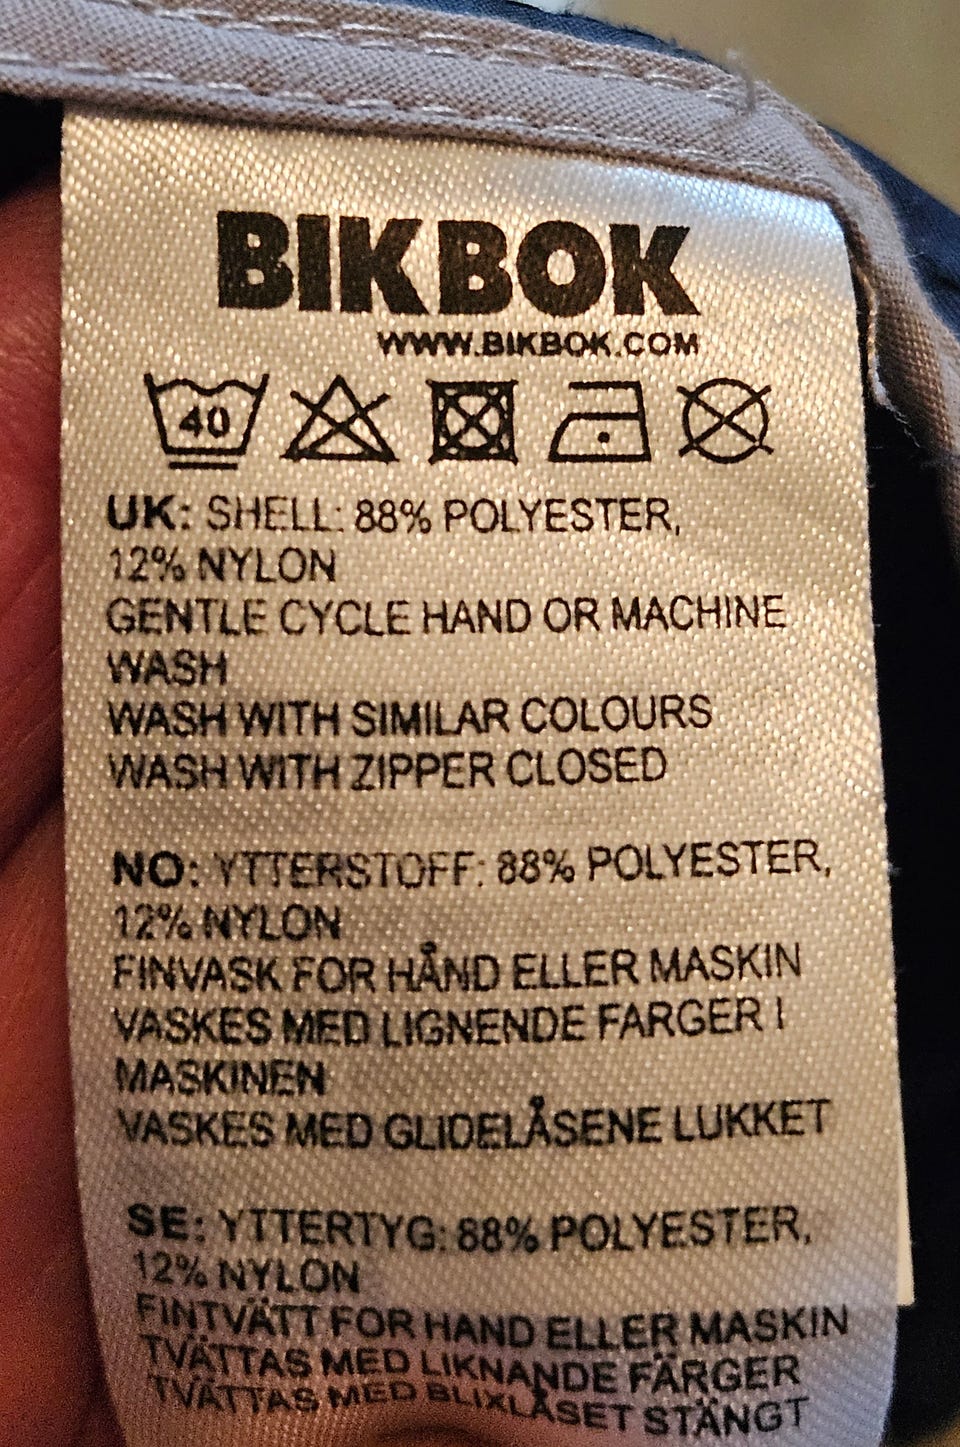 BIK BOK
WWW.BIKBOK.COM
40
UK: SHELL: 88% POLYESTER,
12% NYLON
GENTLE CYCLE HAND OR MACHINE
WASH
WASH WITH SIMILAR COLOURS
WASH WITH ZIPPER CLOSED
NO: YTTERSTOFF: 88% POLYESTER,
12% NYLON
FINVASK FOR HÅND ELLER MASKIN
VASKES MED LIGNENDE FARGER I
MASKINEN
VASKES MED GLIDELÅSENE LUKKET
SE: YTTERTYG: 88% POLYESTER,
12% NYLON
FINTVÄTT FOR HAND ELLER MASKIN
TVÄTTAS MED LIKNANDE FÄRGER
TVÄTTAS MED BLIXLÅSET STÄNGT